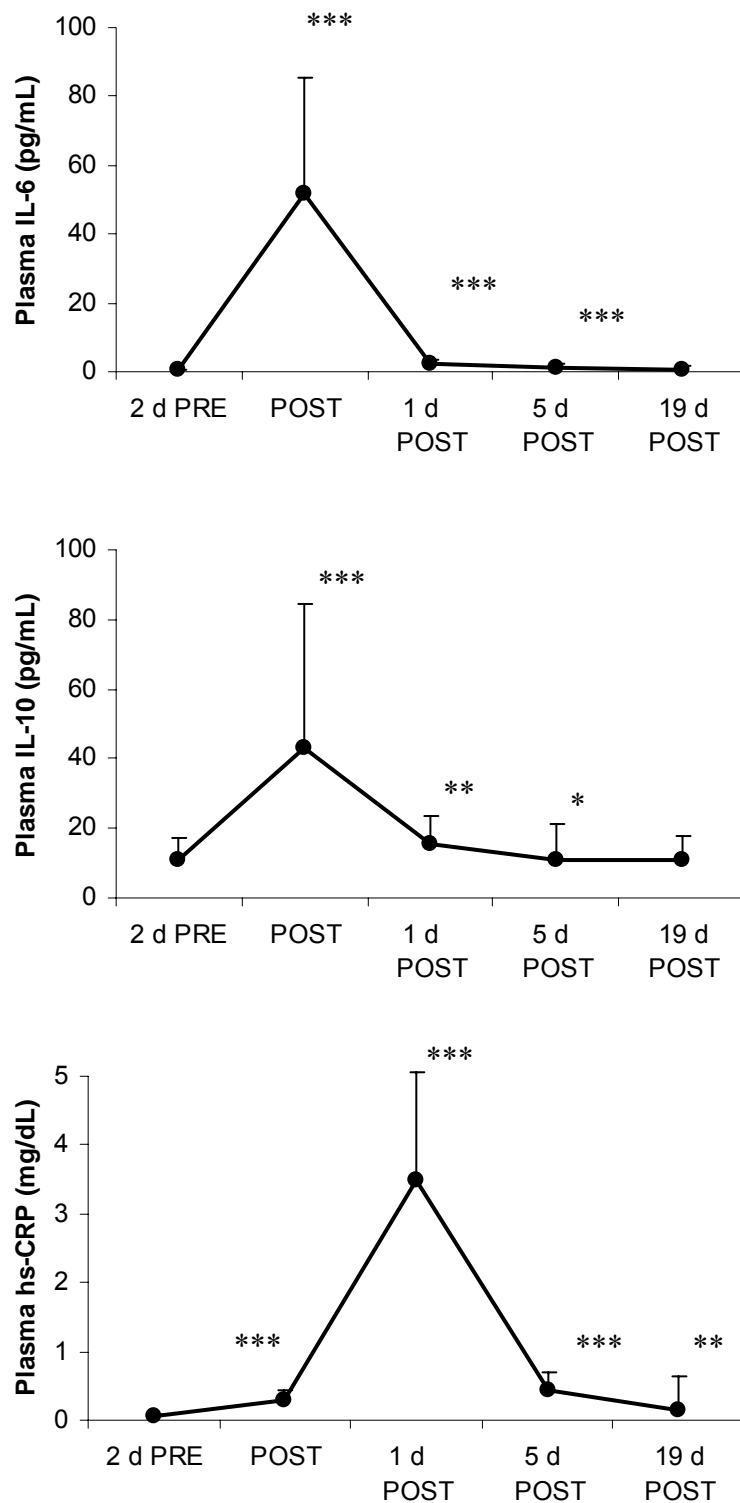 Plasma IL-6 (pg/mL)
100
80
60
40
20
0
***
***
***
2 d PRE
POST
1 d
POST
5 d
POST
19 d
POST
Plasma IL-10 (pg/mL)
100
80
60
40
20
0
***
**
*
2 d PRE
POST
1 d
POST
5 d
POST
19 d
POST
Plasma hs-CRP (mg/dL)
5
4
3
2
1
0
***
***
***
**
2 d PRE
POST
1 d
POST
5 d
POST
19 d
POST